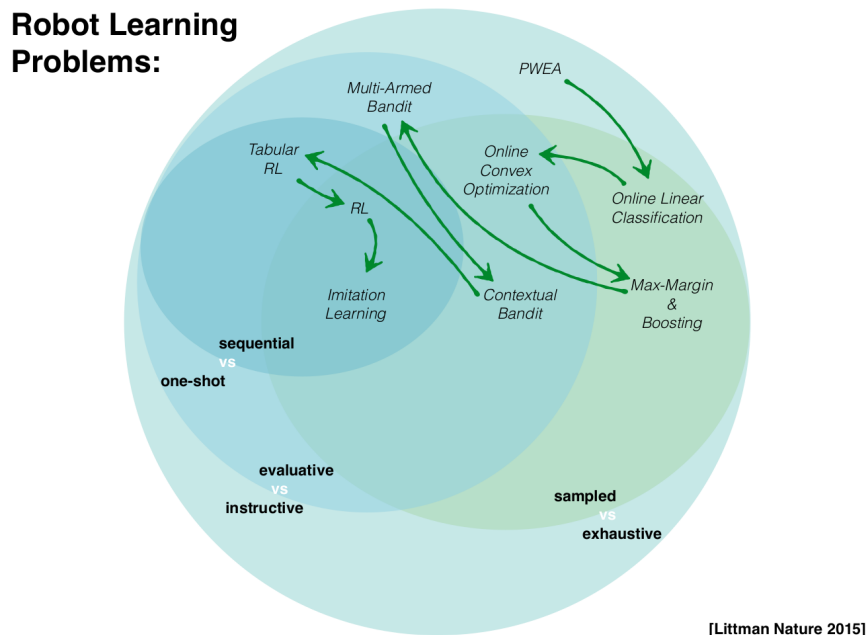 Robot Learning
Problems:
PWEA
Multi-Armed
Bandit
Tabular
RL
Online
Convex
Optimization
Online Linear
Classification
RL
Imitation
Learning
Contextual
Bandit
Max-Margin
&
Boosting
sequential
vs
one-shot
evaluative
vs
instructive
sampled
vs
exhaustive
[Littman Nature 2015]